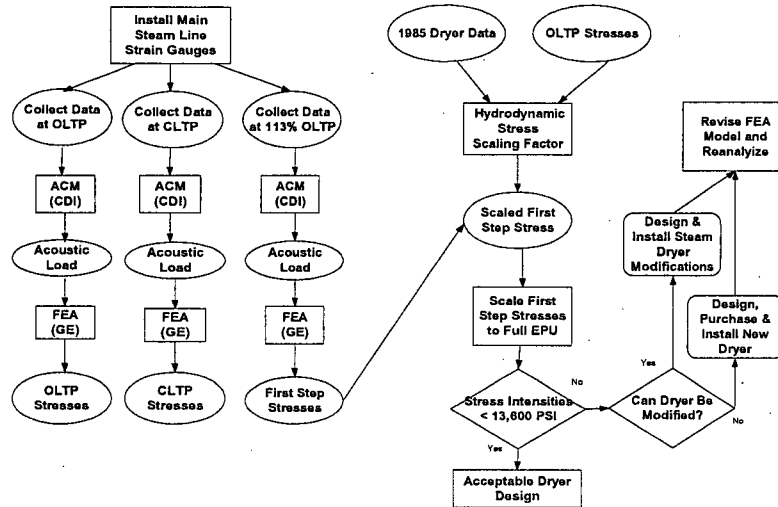 Install Main
Steam Line
Strain Gauges
Collect Data
at OLTP
Collect Data
at CLTP
Collect Data
at 113% OLTP
ACM
(CDI)
ACM
(CDI)
ACM
(CDI)
Acoustic
Load
Acoustic
Load
Acoustic
Load
FEA
(GE)
FEA
(GE)
FEA
(GE)
OLTP
Stresses
CLTP
Stresses
First Step
Stresses
1985 Dryer Data
OLTP Stresses
Hydrodynamic
Stress
Scaling Factor
Scaled First
Step Stress
Scale First
Step Stresses
to Full EPU
Stress Intensities
< 13,600 PSI
No
Yes
Acceptable Dryer
Design
Can Dryer Be
Modified?
Yes
No
Design &
Install Steam
Dryer
Modifications
Design,
Purchase &
Install New
Dryer
Revise FEA
Model and
Reanalyize